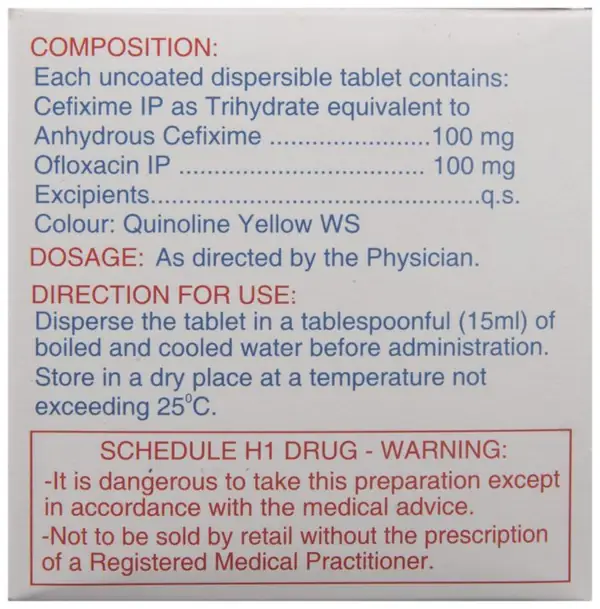 COMPOSITION:
Each uncoated dispersible tablet contains:
Cefixime IP as Trihydrate equivalent to
Anhydrous Cefixime .......................100 mg
Ofloxacin IP ................................... 100 mg
Excipients...............................................q.s.
Colour: Quinoline Yellow WS
DOSAGE: As directed by the Physician.
DIRECTION FOR USE:
Disperse the tablet in a tablespoonful (15ml) of
boiled and cooled water before administration.
Store in a dry place at a temperature not
exceeding 25⁰C.
SCHEDULE H1 DRUG - WARNING:
-It is dangerous to take this preparation except
in accordance with the medical advice.
-Not to be sold by retail without the prescription
of a Registered Medical Practitioner.